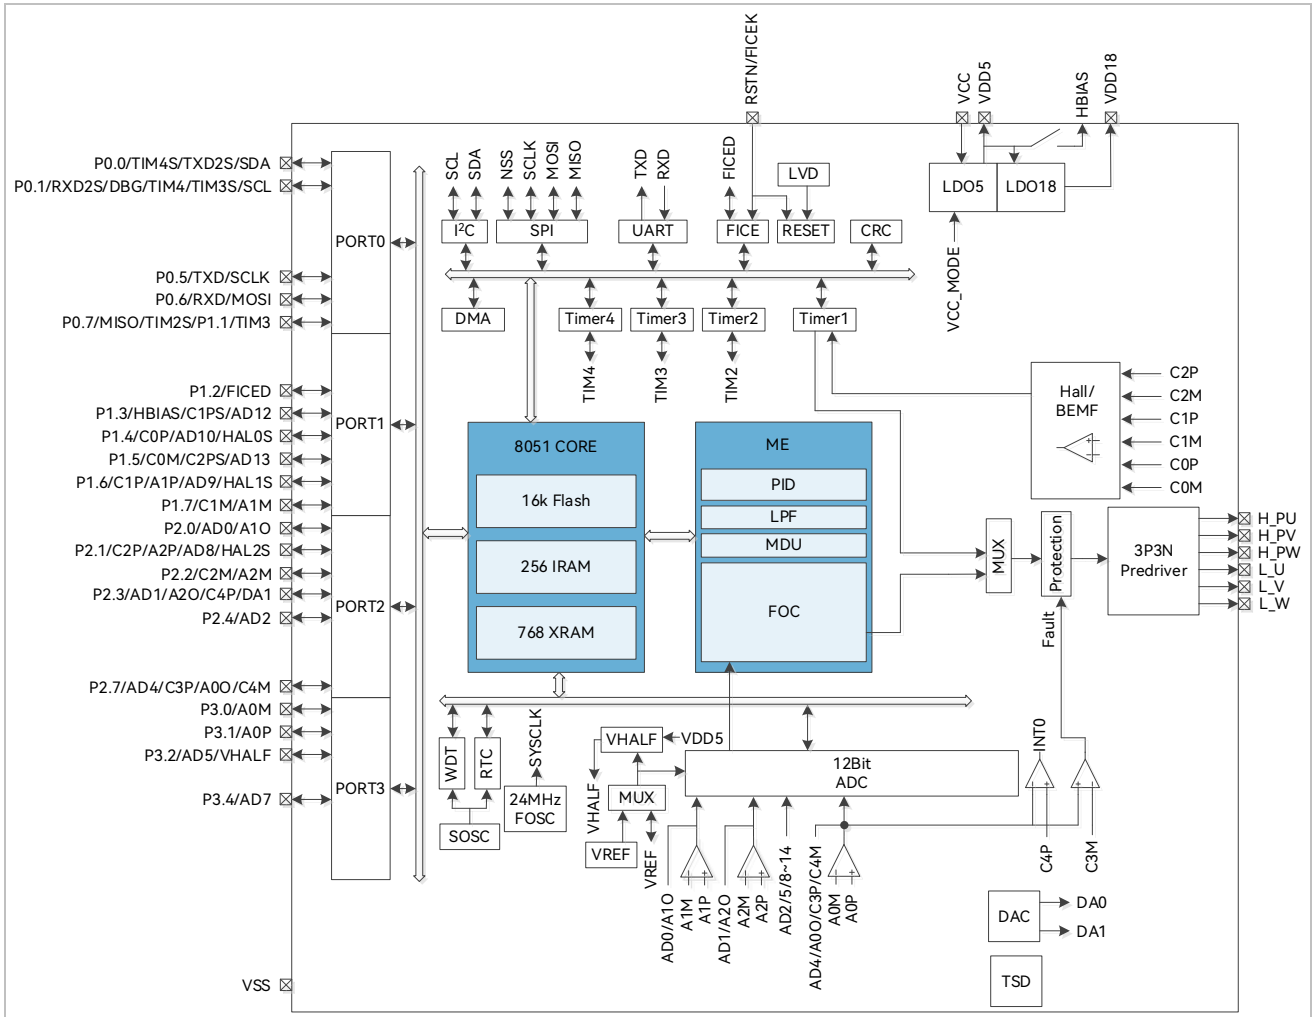 RSTN/FICEK
VCC
VDD5
HBIAS
VDD18
P0.0/TIM4S/TXD2S/SDA
P0.1/RXD2S/DBG/TIM4/TIM3S/SCL
P0.5/TXD/SCLK
P0.6/RXD/MOSI
P0.7/MISO/TIM2S/P1.1/TIM3
P1.2/FICED
P1.3/HBIAS/C1PS/AD12
P1.4/C0P/AD10/HAL0S
P1.5/C0M/C2PS/AD13
P1.6/C1P/A1P/AD9/HAL1S
P1.7/C1M/A1M
P2.0/AD0/A1O
P2.1/C2P/A2P/AD8/HAL2S
P2.2/C2M/A2M
P2.3/AD1/A2O/C4P/DA1
P2.4/AD2
P2.7/AD4/C3P/A0O/C4M
P3.0/A0M
P3.1/A0P
P3.2/AD5/VHALF
P3.4/AD7
VSS
PORT0
PORT1
PORT2
PORT3
SCL
SDA
NSS
SCLK
MOSI
MISO
TXD
RXD
FICED
LVD
I²C
SPI
UART
FICE
RESET
CRC
LDO5
LDO18
VCC_MODE
DMA
Timer4
Timer3
Timer2
Timer1
TIM4
TIM3
TIM2
Hall/
BEMF
C2P
C2M
C1P
C1M
C0P
C0M
8051 CORE
16k Flash
256 IRAM
768 XRAM
ME
PID
LPF
MDU
FOC
MUX
Protection
Fault
3P3N
Predriver
H_PU
H_PV
H_PW
L_U
L_V
L_W
WDT
RTC
SOSC
SYSCLK
24MHz
FOSC
VHALF
VDD5
VHALF
MUX
VREF
VREF
12Bit
ADC
INT0
C4P
C3M
AD0/A1O
A1M
A1P
AD1/A2O
A2M
A2P
AD2/5/8~14
AD4/A0O/C3P/C4M
A0M
A0P
DAC
DA0
DA1
TSD